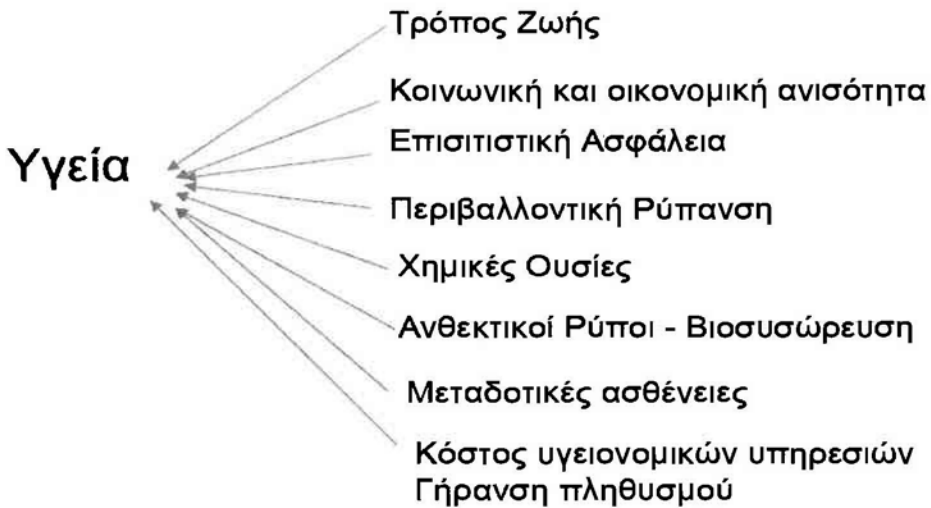 Τρόπος Ζωής
Κοινωνική και οικονομική ανισότητα
Υγεία
Επισιτιστική Ασφάλεια
Περιβαλλοντική Ρύπανση
Χημικές Ουσίες
Ανθεκτικοί Ρύποι - Βιοσυσώρευση
Μεταδοτικές ασθένειες
Κόστος υγειονομικών υπηρεσιών
Γήρανση πληθυσμού